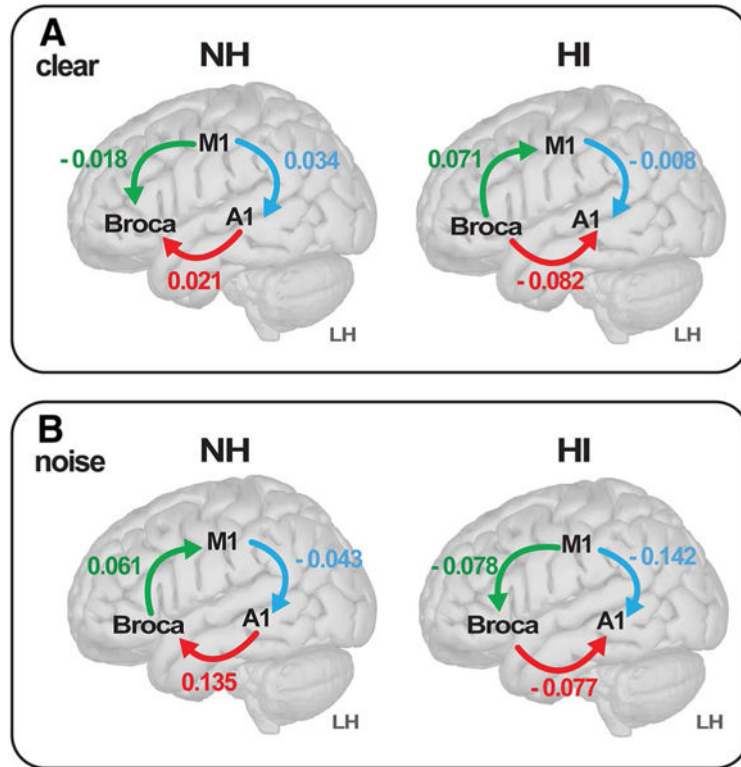 A
clear
NH
HI
M1
- 0.018
0.034
Broca
A1
0.021
LH
M1
0.071
- 0.008
Broca
A1
- 0.082
LH
B
noise
NH
HI
M1
0.061
- 0.043
Broca
A1
0.135
LH
M1
- 0.078
- 0.142
Broca
A1
- 0.077
LH